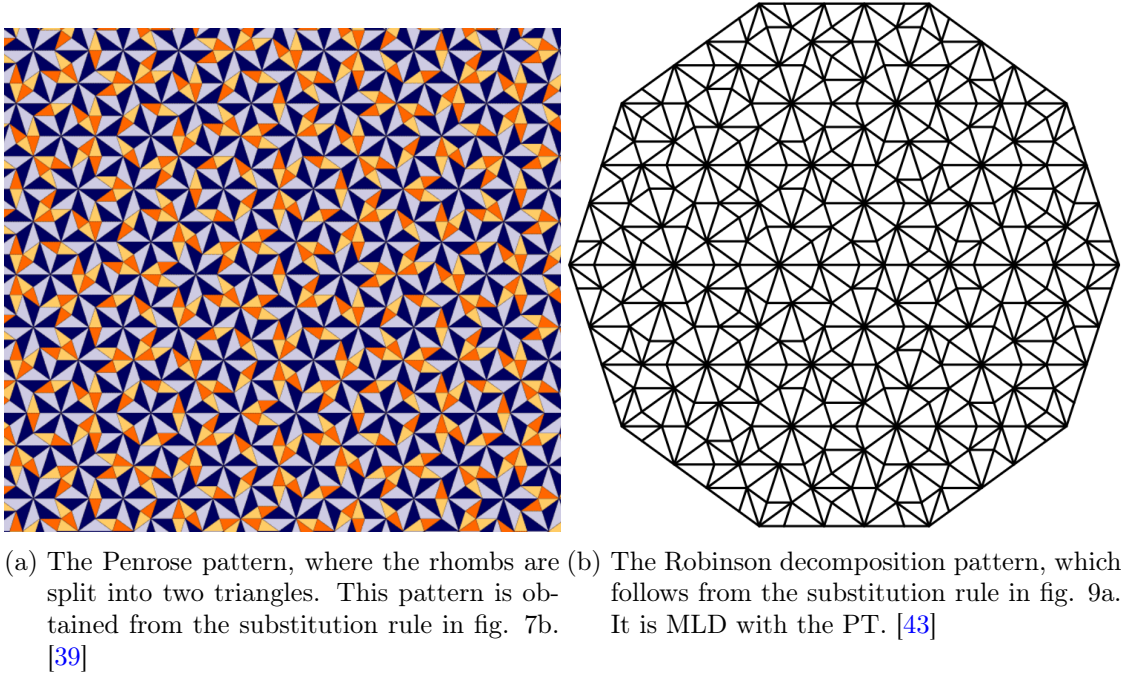 (a) The Penrose pattern, where the rhombs are
split into two triangles. This pattern is ob-
tained from the substitution rule in fig. 7b.
[39]
(b) The Robinson decomposition pattern, which
follows from the substitution rule in fig. 9a.
It is MLD with the PT. [43]